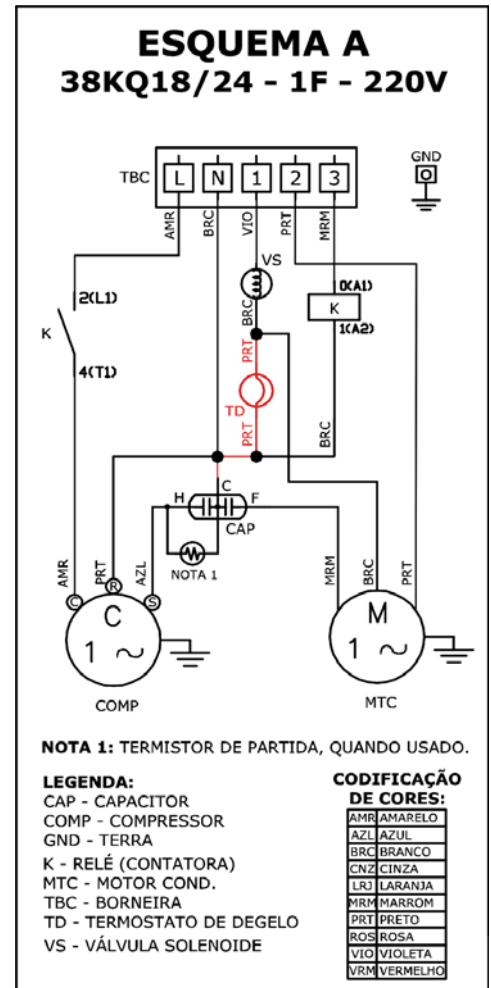 ESQUEMA A
38KQ18/24 - 1F - 220V
GND
TBC L N 1 2 3
AMR BRC VIO PRT MRM
VS
2(L1)
0(A1)
K
K
BRC
1(A2)
4(T1)
PRT
TD
PRT
BRC
C
H F
CAP
AMR PRT AZL
NOTA 1
MRM BRC PRT
C R S
C
1 ~
M
1 ~
COMP
MTC
NOTA 1: TERMISTOR DE PARTIDA, QUANDO USADO.
LEGENDA:
CAP - CAPACITOR
COMP - COMPRESSOR
GND - TERRA
K - RELÉ (CONTATORA)
MTC - MOTOR COND.
TBC - BORNEIRA
TD - TERMOSTATO DE DEGELO
VS - VÁLVULA SOLENOIDE
CODIFICAÇÃO
DE CORES:
AMR AMARELO
AZL AZUL
BRC BRANCO
CNZ CINZA
LRJ LARANJA
MRM MARROM
PRT PRETO
ROS ROSA
VIO VIOLETA
VRM VERMELHO